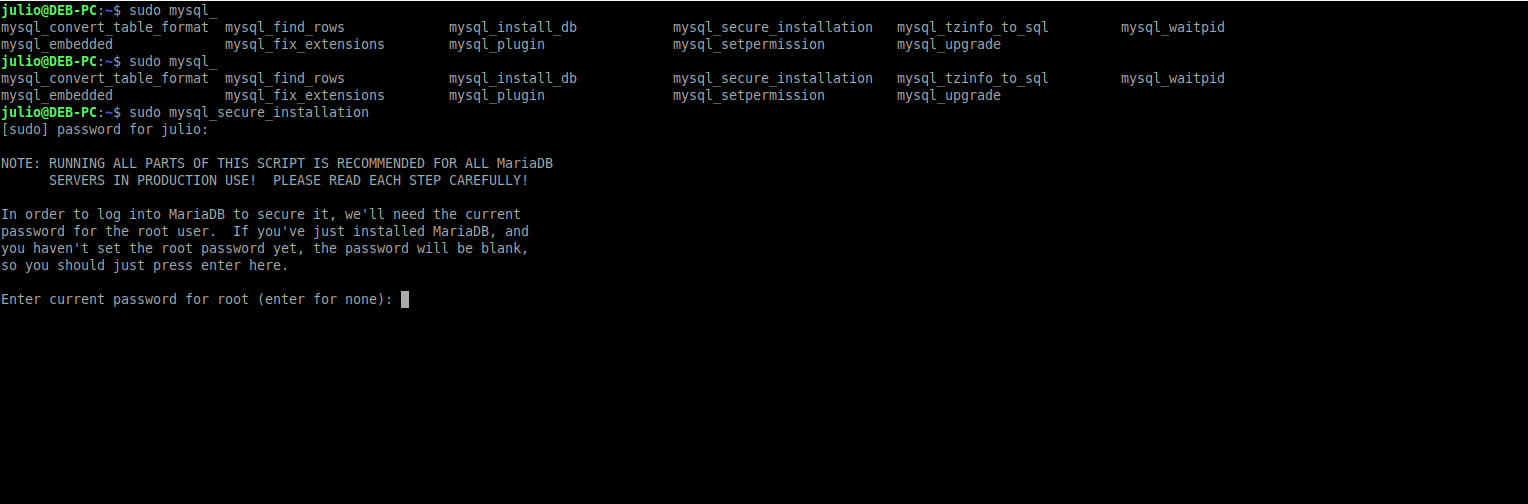 julio@DEB-PC:~$ sudo mysql_
mysql_convert_table_format  mysql_find_rows             mysql_install_db            mysql_secure_installation   mysql_tzinfo_to_sql         mysql_waitpid
mysql_embedded              mysql_fix_extensions        mysql_plugin                mysql_setpermission         mysql_upgrade
julio@DEB-PC:~$ sudo mysql_
mysql_convert_table_format  mysql_find_rows             mysql_install_db            mysql_secure_installation   mysql_tzinfo_to_sql         mysql_waitpid
mysql_embedded              mysql_fix_extensions        mysql_plugin                mysql_setpermission         mysql_upgrade
julio@DEB-PC:~$ sudo mysql_secure_installation
[sudo] password for julio:
NOTE: RUNNING ALL PARTS OF THIS SCRIPT IS RECOMMENDED FOR ALL MariaDB
      SERVERS IN PRODUCTION USE!  PLEASE READ EACH STEP CAREFULLY!
In order to log into MariaDB to secure it, we'll need the current
password for the root user.  If you've just installed MariaDB, and
you haven't set the root password yet, the password will be blank,
so you should just press enter here.
Enter current password for root (enter for none):